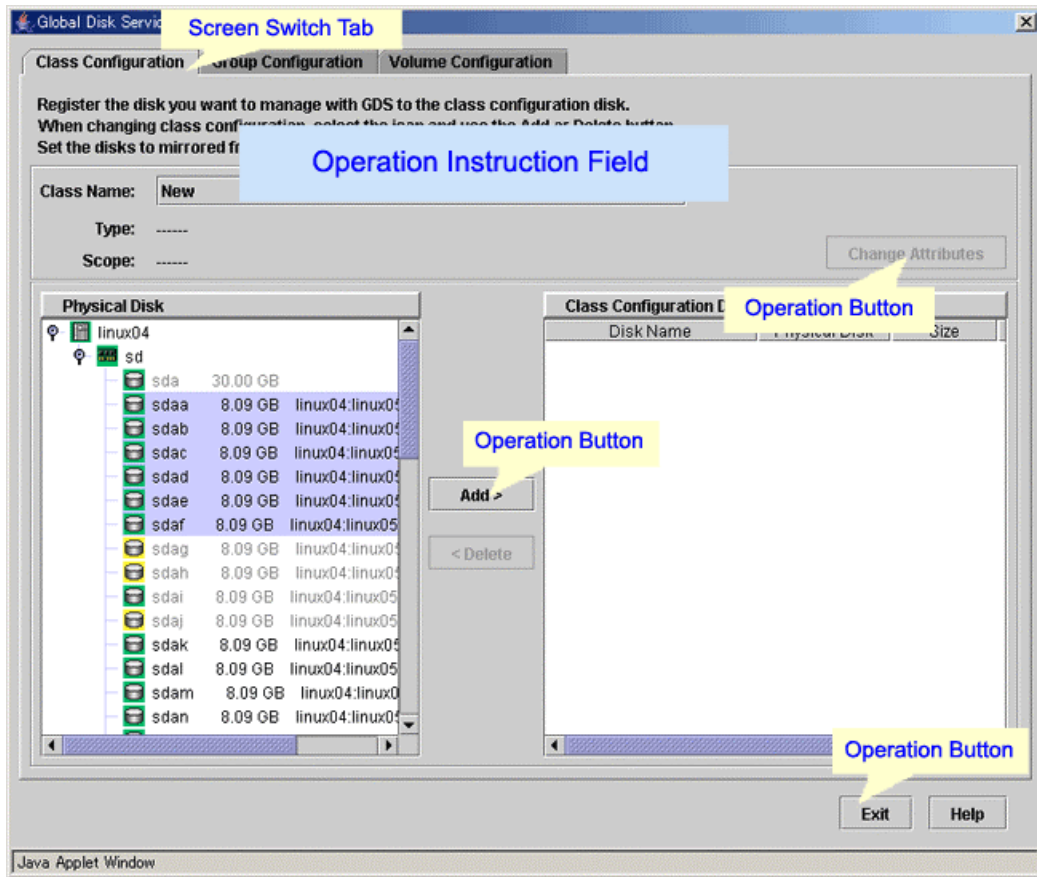 Global Disk Servic
Screen Switch Tab
Class Configuration
Group Configuration
Volume Configuration
Register the disk you want to manage with GDS to the class configuration disk.
When changing class configuration, select the icon and use the Add or Delete button.
Set the disks to mirrored fr
Operation Instruction Field
Class Name: New
Type: ------
Scope: ------
Change Attributes
Operation Button
Physical Disk
linux04
sd
sda 30.00 GB
sdaa 8.09 GB linux04:linux05
sdab 8.09 GB linux04:linux05
sdac 8.09 GB linux04:linux05
sdad 8.09 GB linux04:linux05
sdae 8.09 GB linux04:linux05
sdaf 8.09 GB linux04:linux05
sdag 8.09 GB linux04:linux05
sdah 8.09 GB linux04:linux05
sdai 8.09 GB linux04:linux05
sdaj 8.09 GB linux04:linux05
sdak 8.09 GB linux04:linux05
sdal 8.09 GB linux04:linux05
sdam 8.09 GB linux04:linux0
sdan 8.09 GB linux04:linux05
Operation Button
Add >
< Delete
Class Configuration D
Disk Name Physical Disk Size
Operation Button
Exit
Help
Java Applet Window